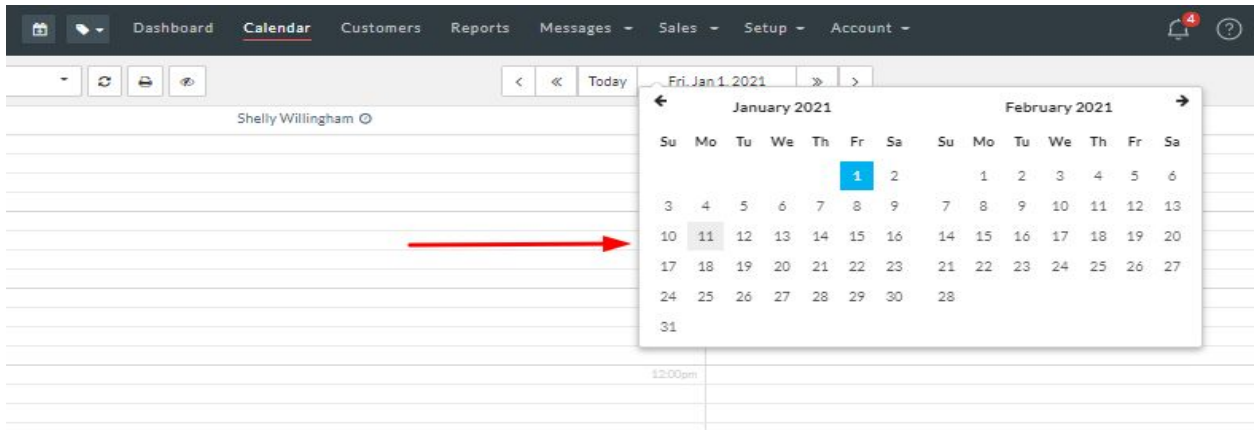 Dashboard Calendar Customers Reports Messages Sales Setup Account 4 ?
< « Today Fri, Jan 1, 2021 » >
Shelly Willingham
January 2021 February 2021
Su Mo Tu We Th Fr Sa Su Mo Tu We Th Fr Sa
1 2 1 2 3 4 5 6
3 4 5 6 7 8 9 7 8 9 10 11 12 13
10 11 12 13 14 15 16 14 15 16 17 18 19 20
17 18 19 20 21 22 23 21 22 23 24 25 26 27
24 25 26 27 28 29 30 28
31
12:00pm